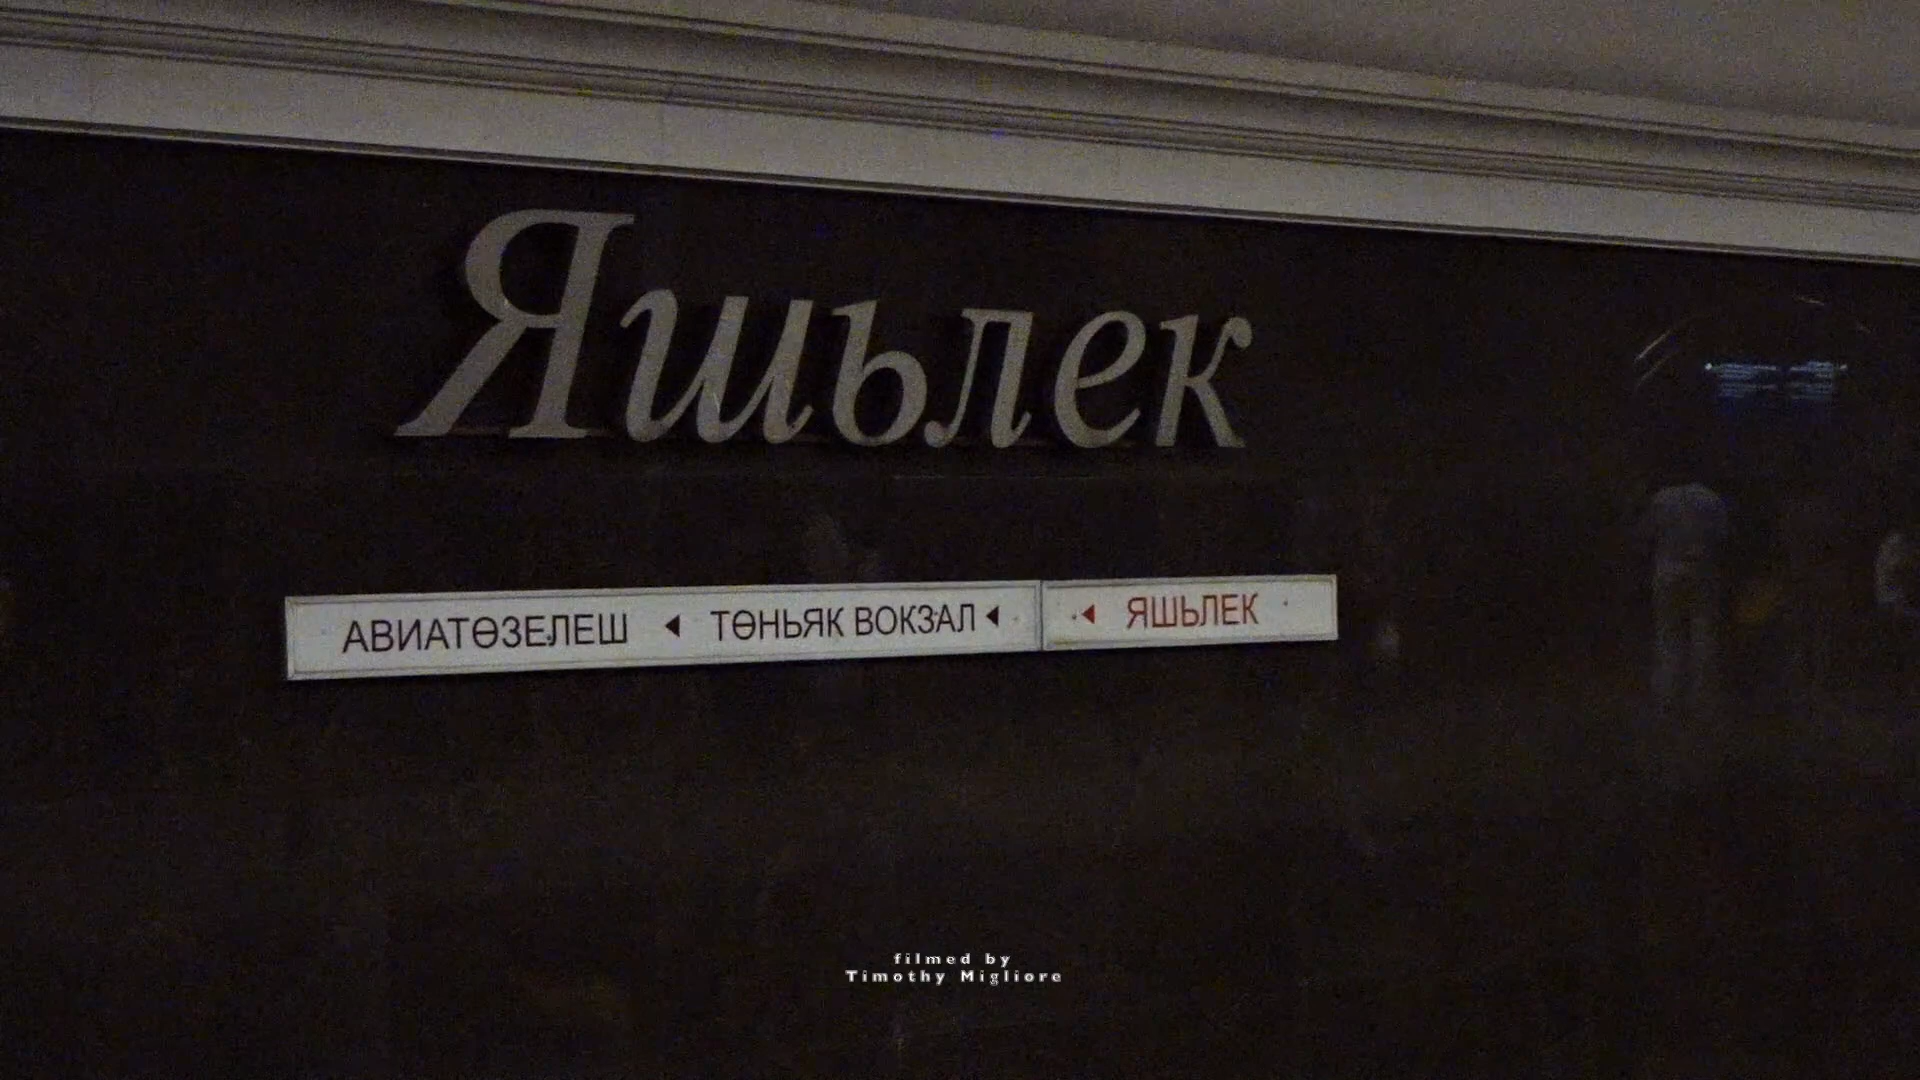 Яшьлек
АВИАТӨЗЕЛЕШ ◀ ТӨНЬЯК ВОКЗАЛ ◀ ◀ ЯШЬЛЕК
filmed by
Timothy Migliore